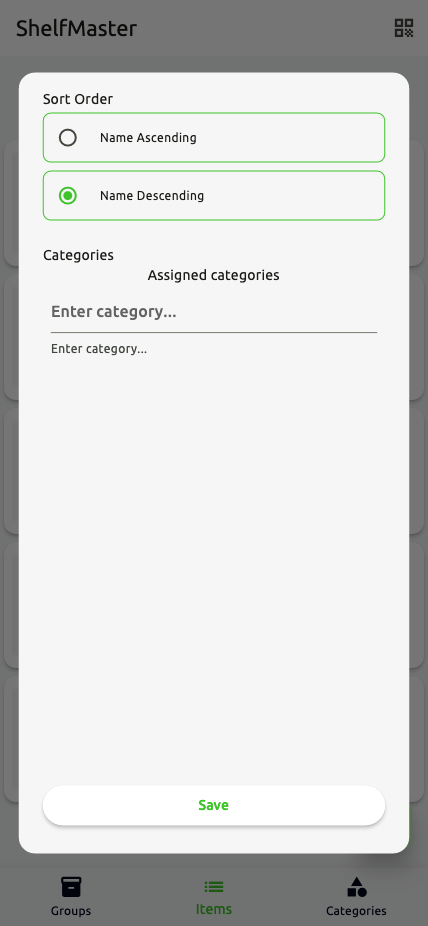 ShelfMaster
Sort Order
Name Ascending
Name Descending
Categories
Assigned categories
Enter category...
Enter category...
Save
Groups
Items
Categories